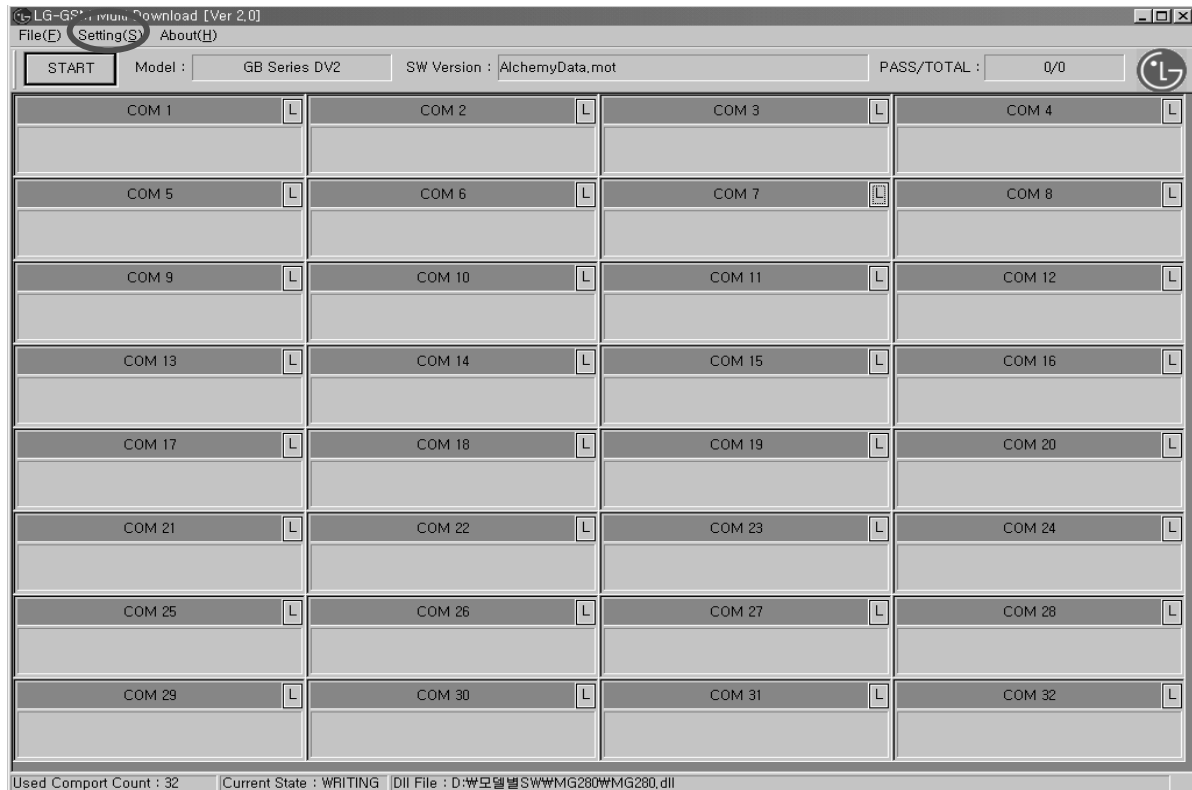 LG-GSM Multi Download [Ver 2.0]
File(F) Setting(S) About(H)
START Model : GB Series DV2 SW Version : AlchemyData.mot PASS/TOTAL : 0/0 LG
COM 1 L COM 2 L COM 3 L COM 4 L
COM 5 L COM 6 L COM 7 L COM 8 L
COM 9 L COM 10 L COM 11 L COM 12 L
COM 13 L COM 14 L COM 15 L COM 16 L
COM 17 L COM 18 L COM 19 L COM 20 L
COM 21 L COM 22 L COM 23 L COM 24 L
COM 25 L COM 26 L COM 27 L COM 28 L
COM 29 L COM 30 L COM 31 L COM 32 L
Used Comport Count : 32 Current State : WRITING Dll File : D:₩모델별SW₩MG280₩MG280.dll